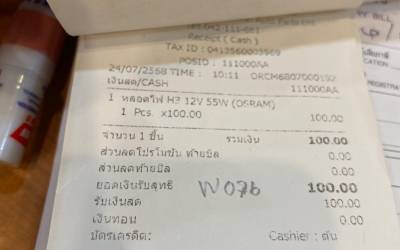 Receipt ( Cash )
TAX ID : 0412560003569
POSID : 111000AA
24/07/2568 TIME : 10:11 ORCM6807000
เงินสด/CASH 111000AA
1 หลอดไฟ H3 12V 55W (OSRAM)
1 Pcs. x100.00 100.00
จำนวน 1 ชิ้น รวมเงิน 100.00
ส่วนลดโปรโมชั่น ท้ายบิล 0.00
ส่วนลดท้ายบิล 0.00
ยอดเงินรับสุทธิ 100.00
รับเงินสด 100.00
เงินทอน 0.00
บัตรเครดิต: Cashier : ตั้น